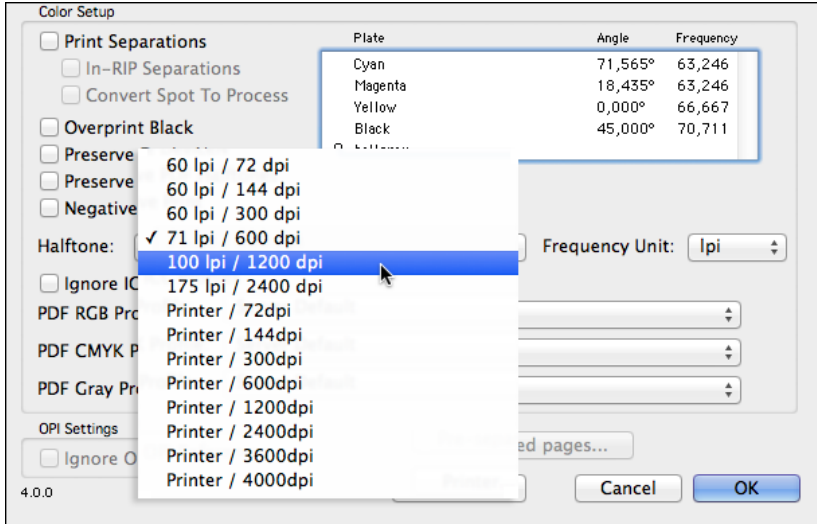 Color Setup
Print Separations
In-RIP Separations
Convert Spot To Process
Overprint Black
Preserve
Preserve
Negative
Plate Angle Frequency
Cyan 71,565° 63,246
Magenta 18,435° 63,246
Yellow 0,000° 66,667
Black 45,000° 70,711
Halftone:
60 lpi / 72 dpi
60 lpi / 144 dpi
60 lpi / 300 dpi
✓ 71 lpi / 600 dpi
100 lpi / 1200 dpi
175 lpi / 2400 dpi
Printer / 72dpi
Printer / 144dpi
Printer / 300dpi
Printer / 600dpi
Printer / 1200dpi
Printer / 2400dpi
Printer / 3600dpi
Printer / 4000dpi
Frequency Unit: lpi
Ignore IC
PDF RGB Pro
PDF CMYK P
PDF Gray Pr
OPI Settings
Ignore O
ed pages...
4.0.0
Printer...
Cancel
OK